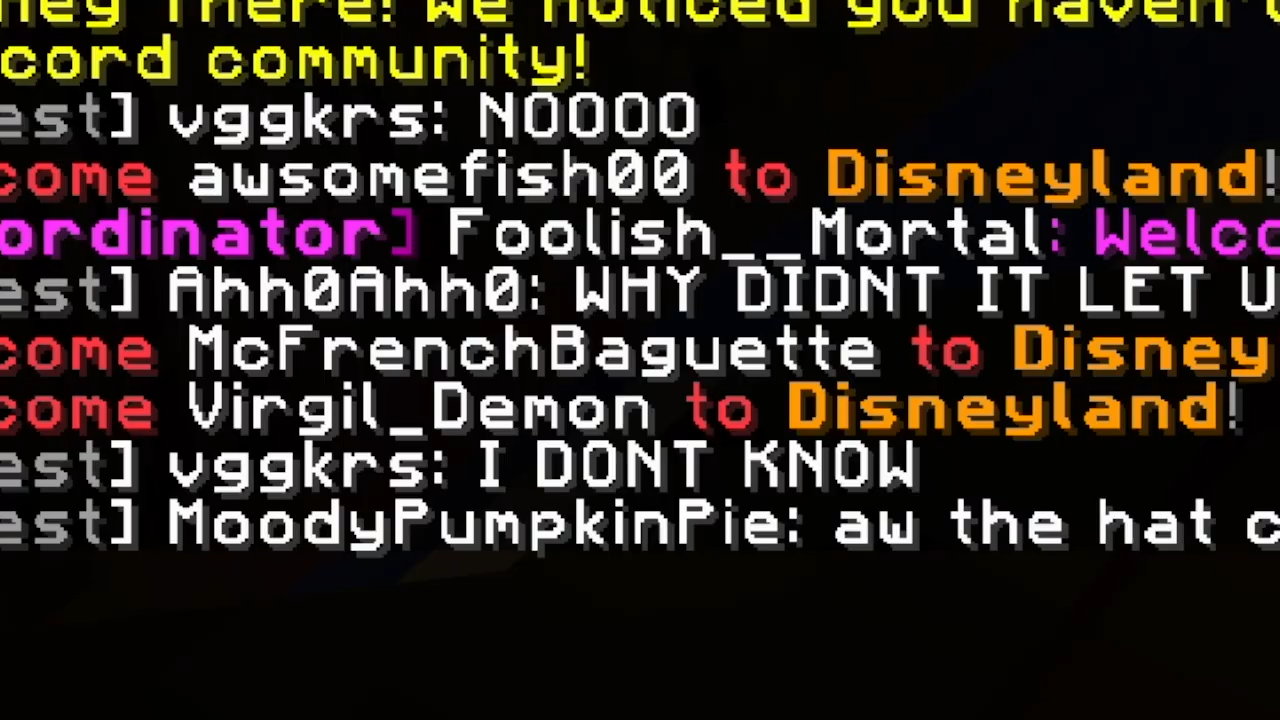 Hey There! We noticed you haven't
cord community!
est] vggkrs: NOOOO
come awsomefish00 to Disneyland!
ordinator] Foolish__Mortal: Welco
est] Ahh0Ahh0: WHY DIDNT IT LET U
come McFrenchBaguette to Disney
come Virgil_Demon to Disneyland!
est] vggkrs: I DONT KNOW
est] MoodyPumpkinPie: aw the hat c